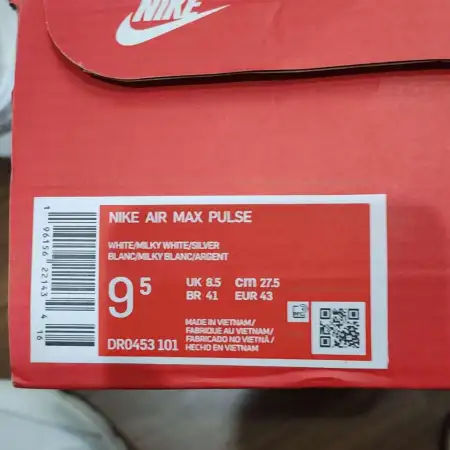 NIKE
NIKE AIR MAX PULSE
WHITE/MILKY WHITE/SILVER
BLANC/MILKY BLANC/ARGENT
9 5
UK 8.5 cm 27.5
BR 41 EUR 43
MADE IN VIETNAM/
FABRIQUE AU VIETNAM/
FABRICADO NO VIETNÃ/
HECHO EN VIETNAM
DR0453 101
1 96156 22143 4 16